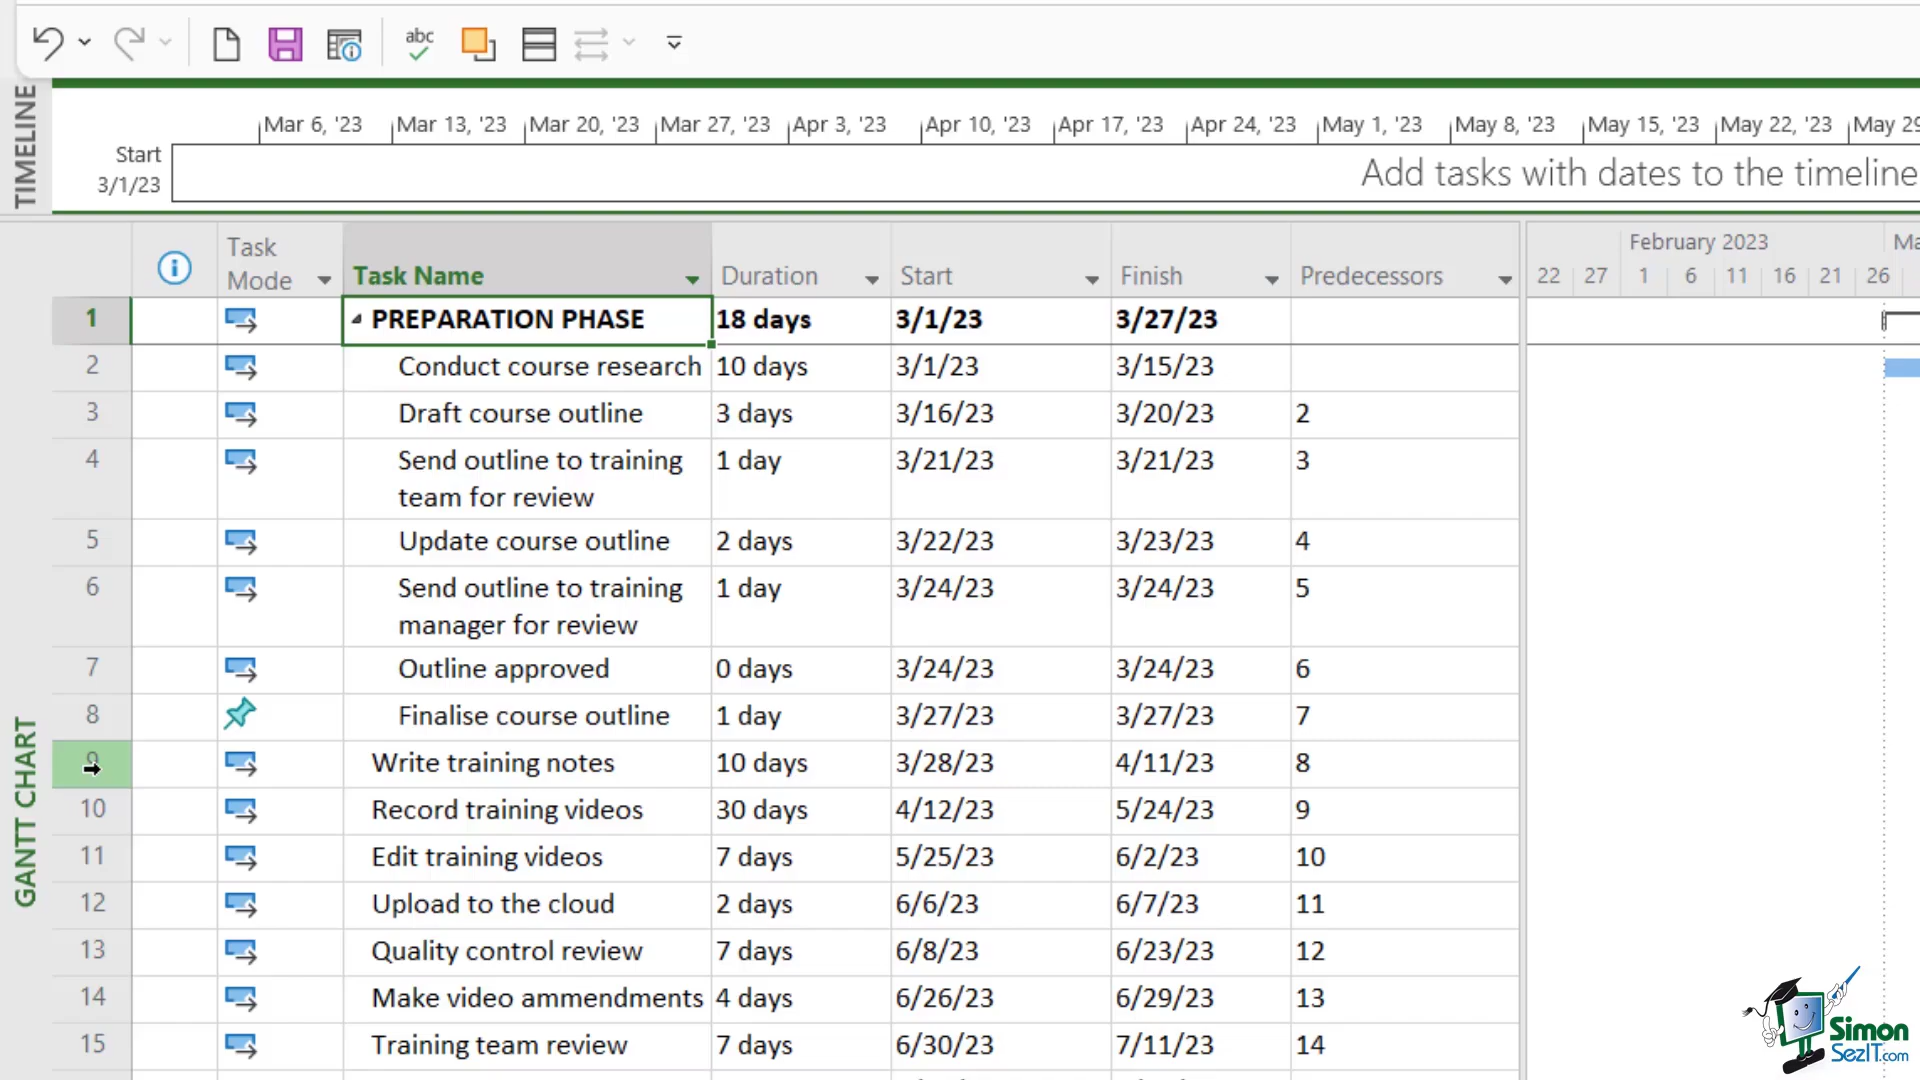 abc
TIMELINE
Mar 6, '23 Mar 13, '23 Mar 20, '23 Mar 27, '23 Apr 3, '23 Apr 10, '23 Apr 17, '23 Apr 24, '23 May 1, '23 May 8, '23 May 15, '23 May 22, '23 May 29
Start
3/1/23
Add tasks with dates to the timeline
GANTT CHART
Task Mode Task Name Duration Start Finish Predecessors
February 2023
22 27 1 6 11 16 21 26
1 PREPARATION PHASE 18 days 3/1/23 3/27/23
2 Conduct course research 10 days 3/1/23 3/15/23
3 Draft course outline 3 days 3/16/23 3/20/23 2
4 Send outline to training 1 day 3/21/23 3/21/23 3
team for review
5 Update course outline 2 days 3/22/23 3/23/23 4
6 Send outline to training 1 day 3/24/23 3/24/23 5
manager for review
7 Outline approved 0 days 3/24/23 3/24/23 6
8 Finalise course outline 1 day 3/27/23 3/27/23 7
9 Write training notes 10 days 3/28/23 4/11/23 8
10 Record training videos 30 days 4/12/23 5/24/23 9
11 Edit training videos 7 days 5/25/23 6/2/23 10
12 Upload to the cloud 2 days 6/6/23 6/7/23 11
13 Quality control review 7 days 6/8/23 6/23/23 12
14 Make video ammendments 4 days 6/26/23 6/29/23 13
15 Training team review 7 days 6/30/23 7/11/23 14
Simon
SezIT.com